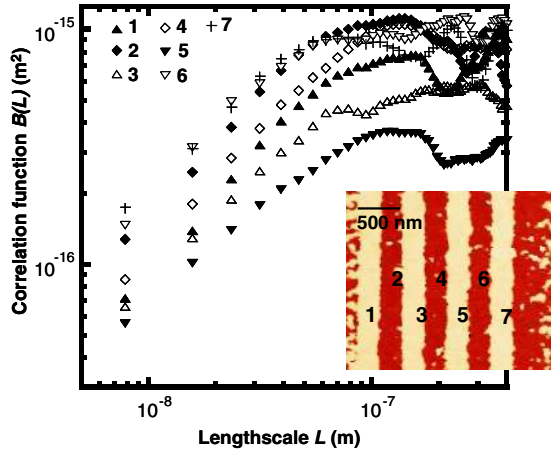 10⁻¹⁵
1 4 7
2 5
3 6
Correlation function B(L) (m²)
10⁻¹⁶
500 nm
2 4 6
1 3 5 7
10⁻⁸ 10⁻⁷
Lengthscale L (m)